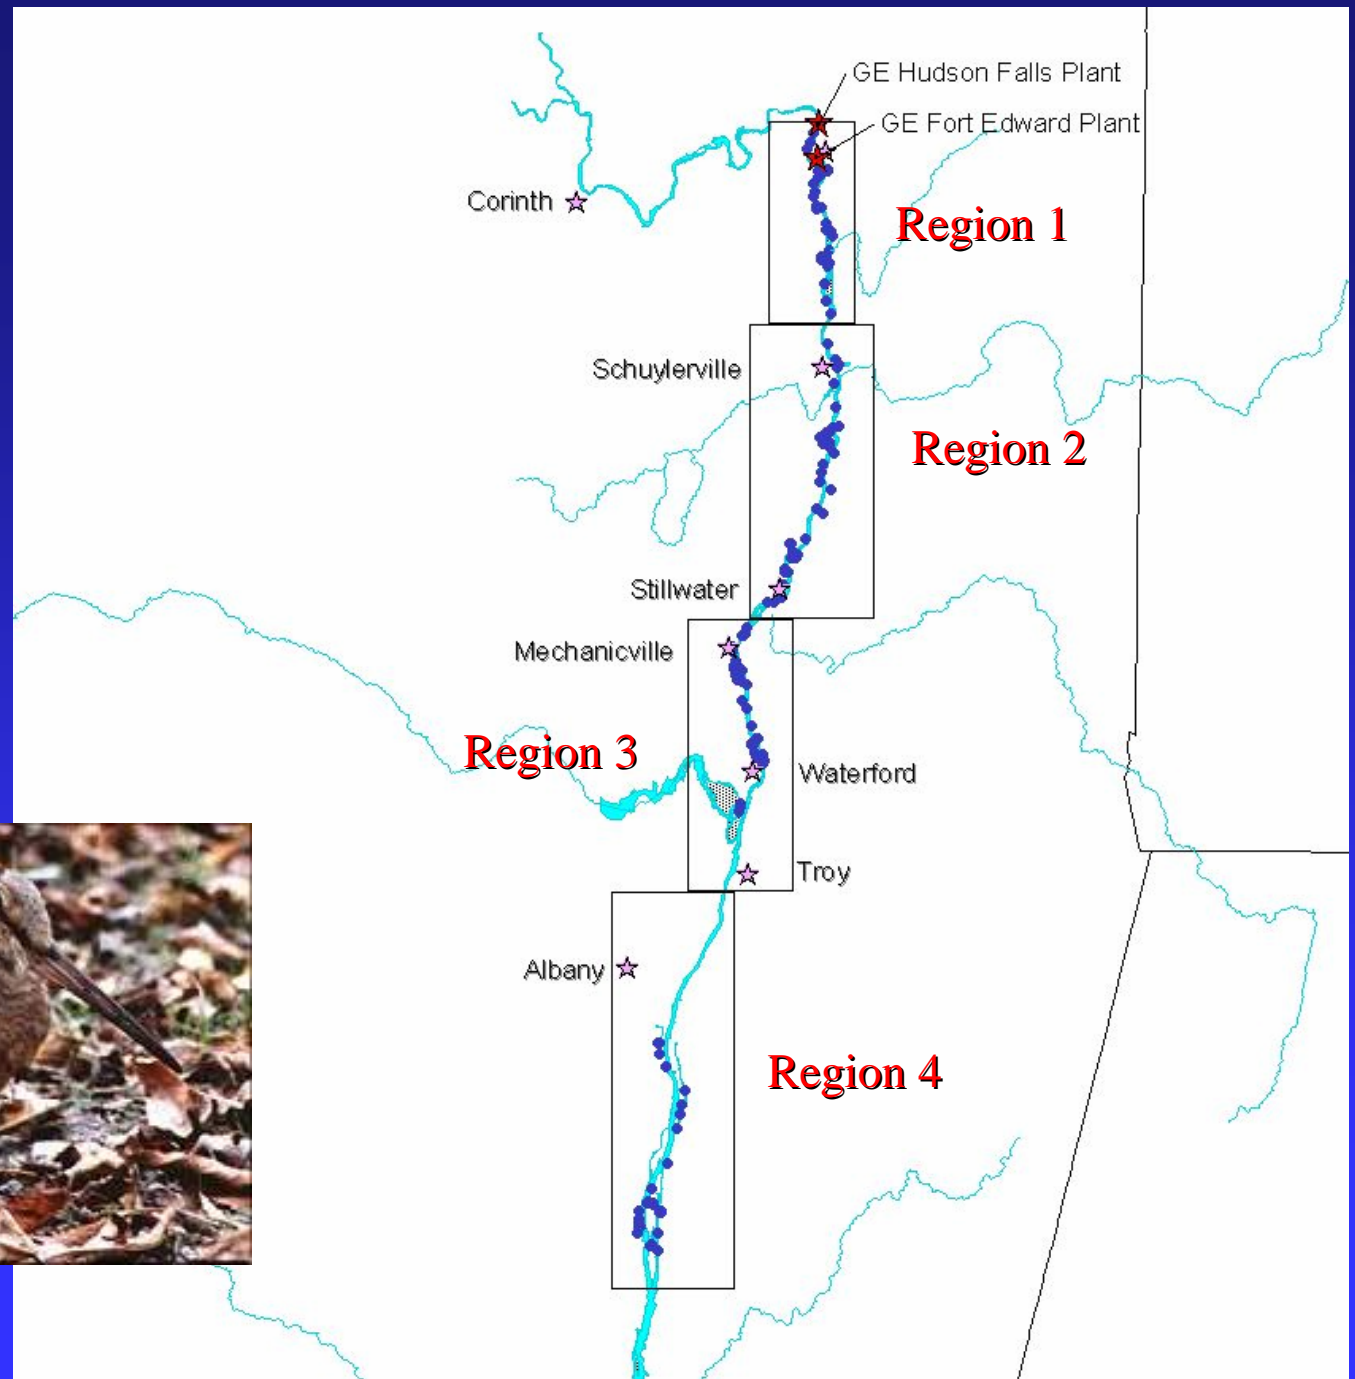 GE Hudson Falls Plant
GE Fort Edward Plant
Corinth
Region 1
Schuylerville
Region 2
Stillwater
Mechanicville
Region 3
Waterford
Troy
Albany
Region 4